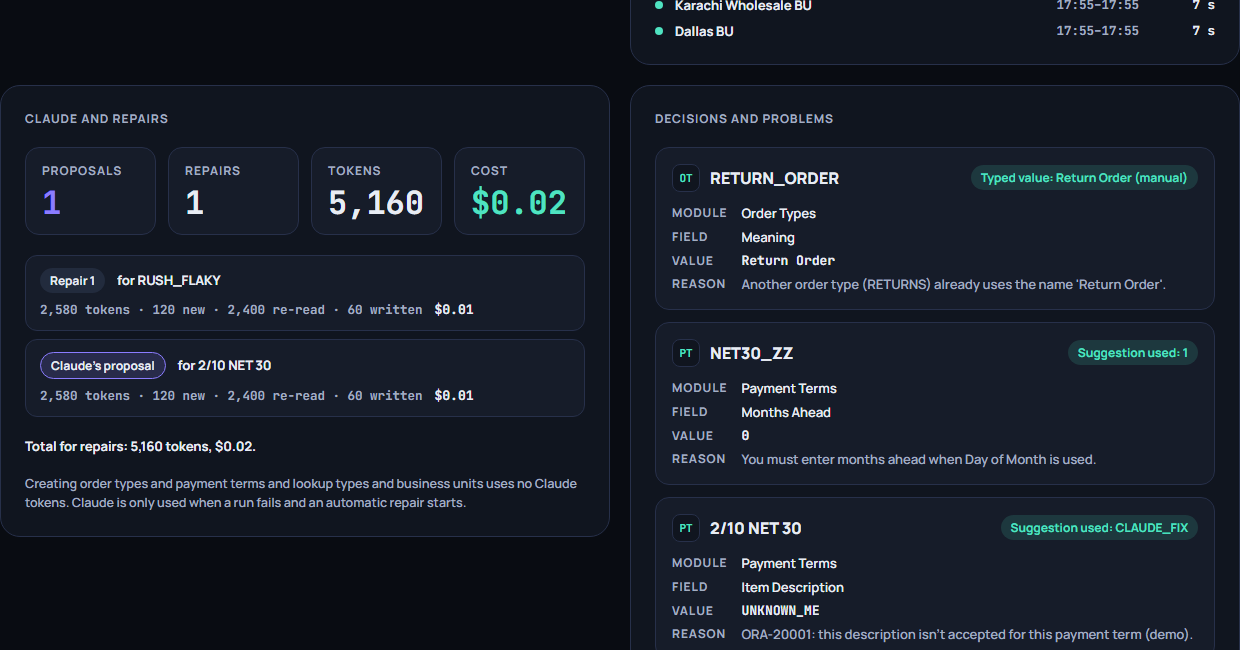 Karachi Wholesale BU 17:55–17:55 7 s
Dallas BU 17:55–17:55 7 s
CLAUDE AND REPAIRS
PROPOSALS
1
REPAIRS
1
TOKENS
5,160
COST
$0.02
Repair 1 for RUSH_FLAKY
2,580 tokens · 120 new · 2,400 re-read · 60 written $0.01
Claude's proposal for 2/10 NET 30
2,580 tokens · 120 new · 2,400 re-read · 60 written $0.01
Total for repairs: 5,160 tokens, $0.02.
Creating order types and payment terms and lookup types and business units uses no Claude
tokens. Claude is only used when a run fails and an automatic repair starts.
DECISIONS AND PROBLEMS
OT RETURN_ORDER Typed value: Return Order (manual)
MODULE Order Types
FIELD Meaning
VALUE Return Order
REASON Another order type (RETURNS) already uses the name 'Return Order'.
PT NET30_ZZ Suggestion used: 1
MODULE Payment Terms
FIELD Months Ahead
VALUE 0
REASON You must enter months ahead when Day of Month is used.
PT 2/10 NET 30 Suggestion used: CLAUDE_FIX
MODULE Payment Terms
FIELD Item Description
VALUE UNKNOWN_ME
REASON ORA-20001: this description isn't accepted for this payment term (demo).